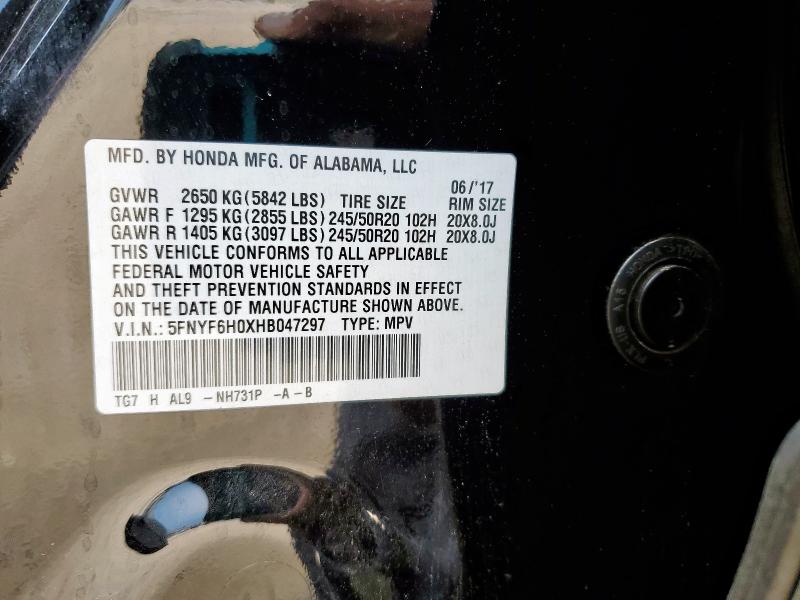 MFD. BY HONDA MFG. OF ALABAMA, LLC
06/'17
GVWR 2650 KG (5842 LBS) TIRE SIZE RIM SIZE
GAWR F 1295 KG (2855 LBS) 245/50R20 102H 20X8.0J
GAWR R 1405 KG (3097 LBS) 245/50R20 102H 20X8.0J
THIS VEHICLE CONFORMS TO ALL APPLICABLE
FEDERAL MOTOR VEHICLE SAFETY
AND THEFT PREVENTION STANDARDS IN EFFECT
ON THE DATE OF MANUFACTURE SHOWN ABOVE.
V.I.N.: 5FNYF6H0XHB047297 TYPE: MPV
TG7 H AL9 -NH731P -A-B
A15 HONDA-STRP